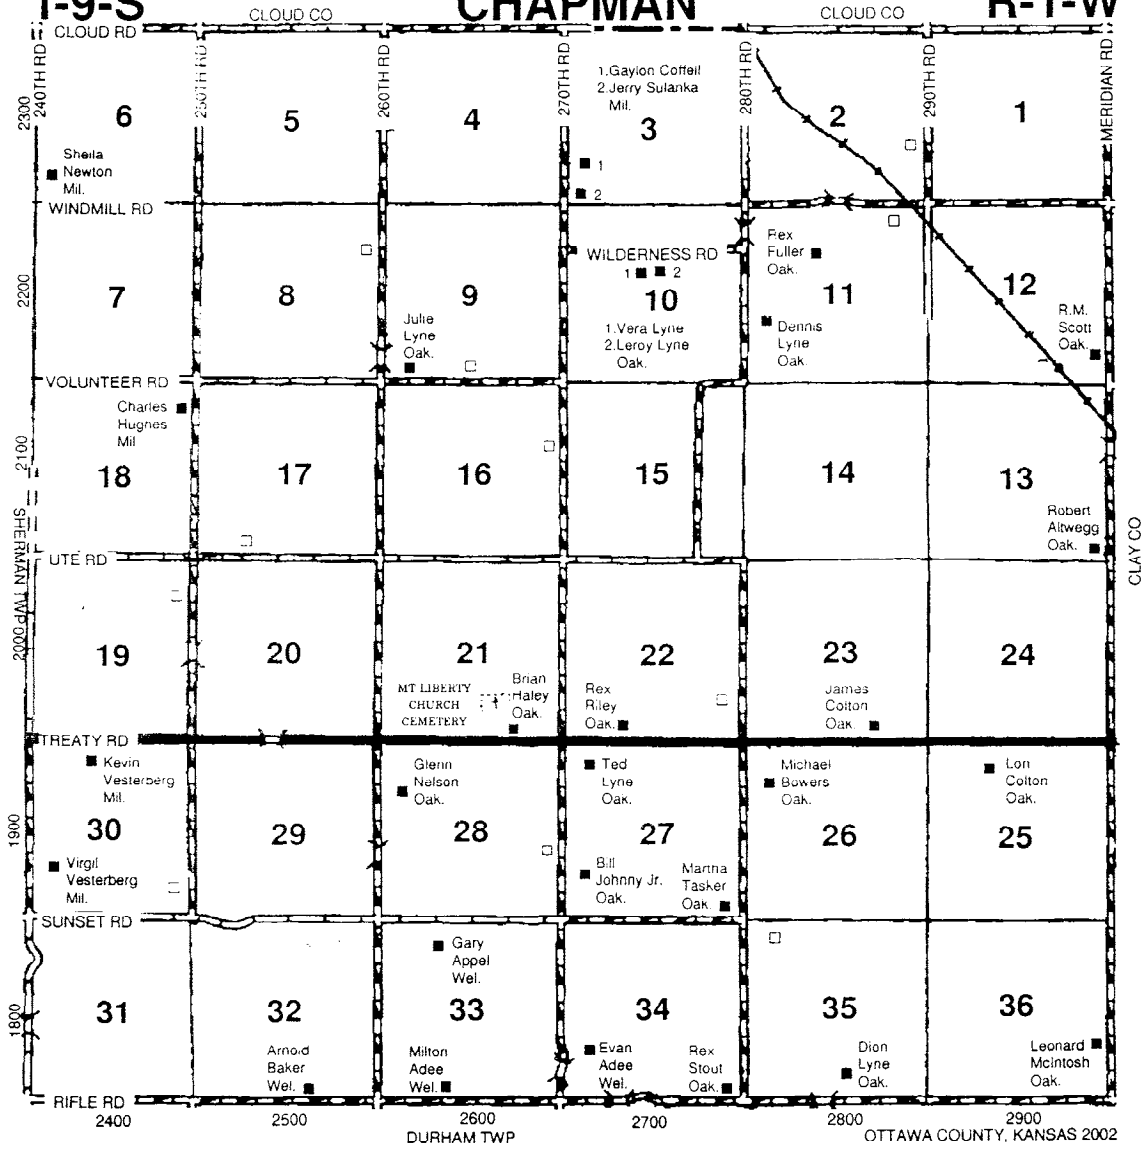 T-9-S
CHAPMAN
R-1-W
CLOUD CO
CLOUD CO
CLOUD RD
240TH RD
250TH RD
260TH RD
270TH RD
280TH RD
290TH RD
MERIDIAN RD
2300
6
5
4
1.Gaylon Coffeil
2.Jerry Sulanka
Mil.
3
2
1
Sheila
Newton
Mil.
1
2
WINDMILL RD
2200
7
8
9
Julie
Lyne
Oak.
WILDERNESS RD
1
2
10
1.Vera Lyne
2.Leroy Lyne
Oak.
Rex
Fuller
Oak.
11
Dennis
Lyne
Oak.
12
R.M.
Scott
Oak.
VOLUNTEER RD
Charles
Hughes
Mil
2100
18
17
16
15
14
13
Robert
Altwegg
Oak.
SHERMAN TWP
CLAY CO
UTE RD
2000
19
20
21
MT LIBERTY
CHURCH
CEMETERY
Brian
Haley
Oak.
22
Rex
Riley
Oak.
23
James
Colton
Oak.
24
TREATY RD
Kevin
Vesterberg
Mil.
1900
30
Virgil
Vesterberg
Mil.
29
Glenn
Nelson
Oak.
28
Ted
Lyne
Oak.
27
Bill
Johnny Jr.
Oak.
Martha
Tasker
Oak.
Michael
Bowers
Oak.
26
Lon
Colton
Oak.
25
SUNSET RD
1800
31
32
Arnold
Baker
Wel.
Gary
Appel
Wel.
33
Milton
Adee
Wel.
34
Evan
Adee
Wel.
Rex
Stout
Oak.
35
Dion
Lyne
Oak.
36
Leonard
McIntosh
Oak.
RIFLE RD
2400
2500
2600
2700
2800
2900
DURHAM TWP
OTTAWA COUNTY, KANSAS 2002